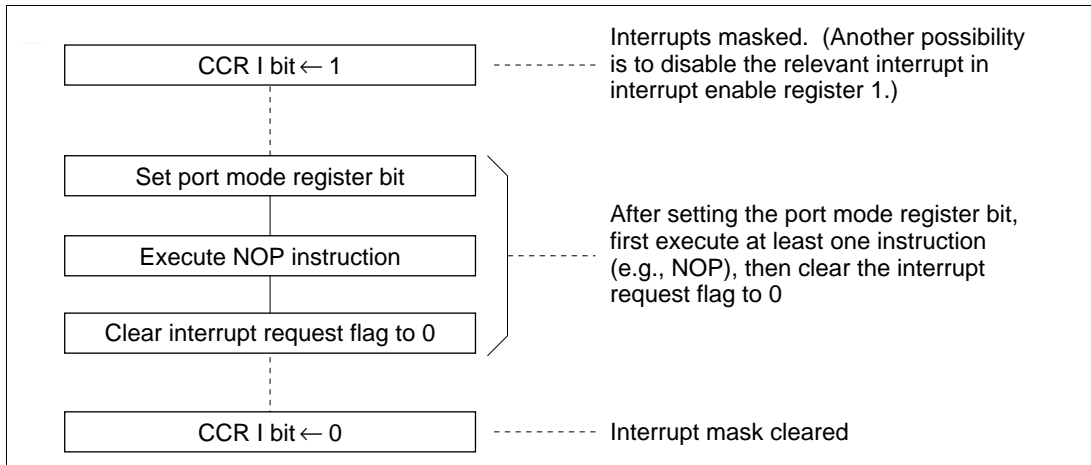 CCR I bit ← 1
Interrupts masked. (Another possibility
is to disable the relevant interrupt in
interrupt enable register 1.)
Set port mode register bit
Execute NOP instruction
Clear interrupt request flag to 0
After setting the port mode register bit,
first execute at least one instruction
(e.g., NOP), then clear the interrupt
request flag to 0
CCR I bit ← 0
Interrupt mask cleared